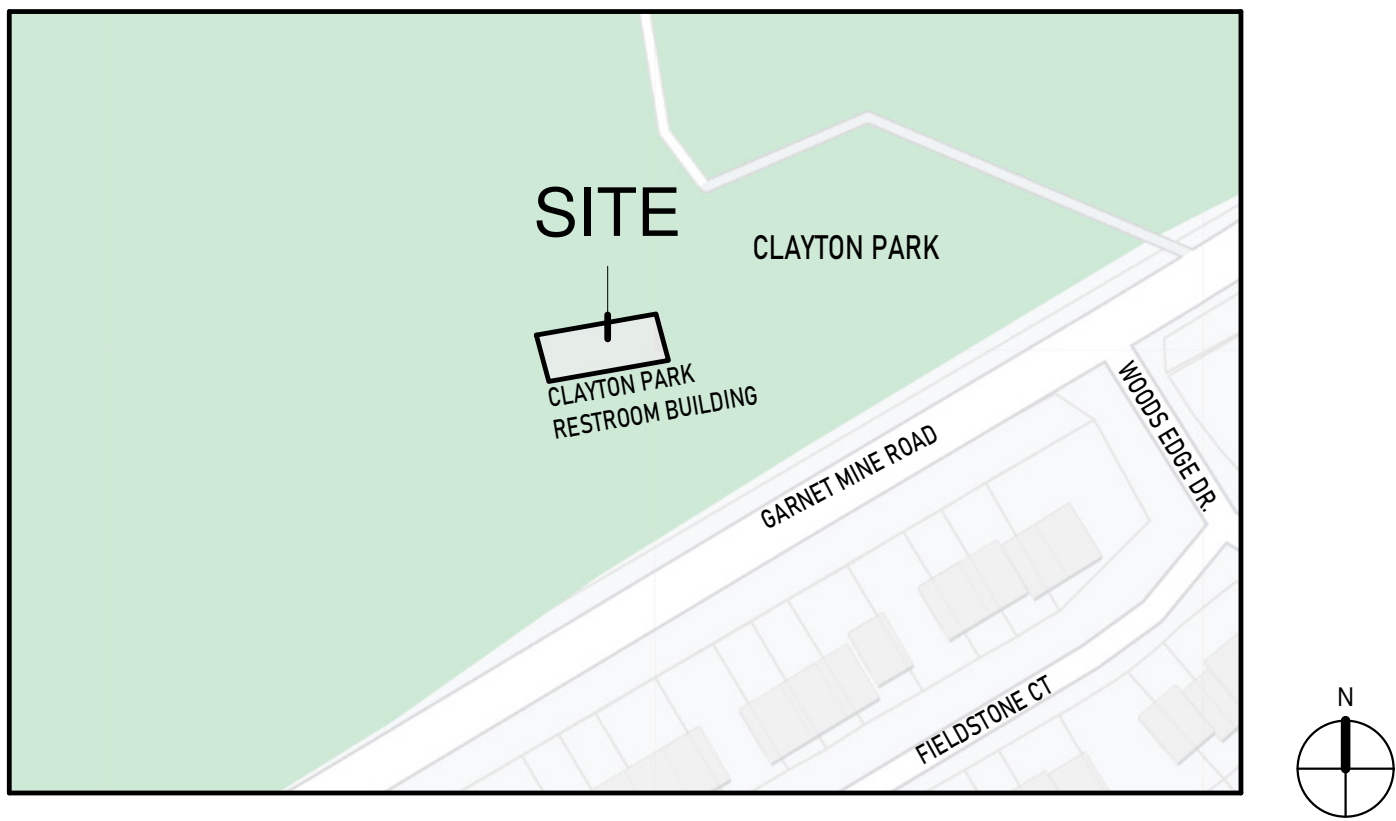 SITE
CLAYTON PARK
CLAYTON PARK
RESTROOM BUILDING
WOODS EDGE DR.
GARNET MINE ROAD
FIELDSTONE CT
N